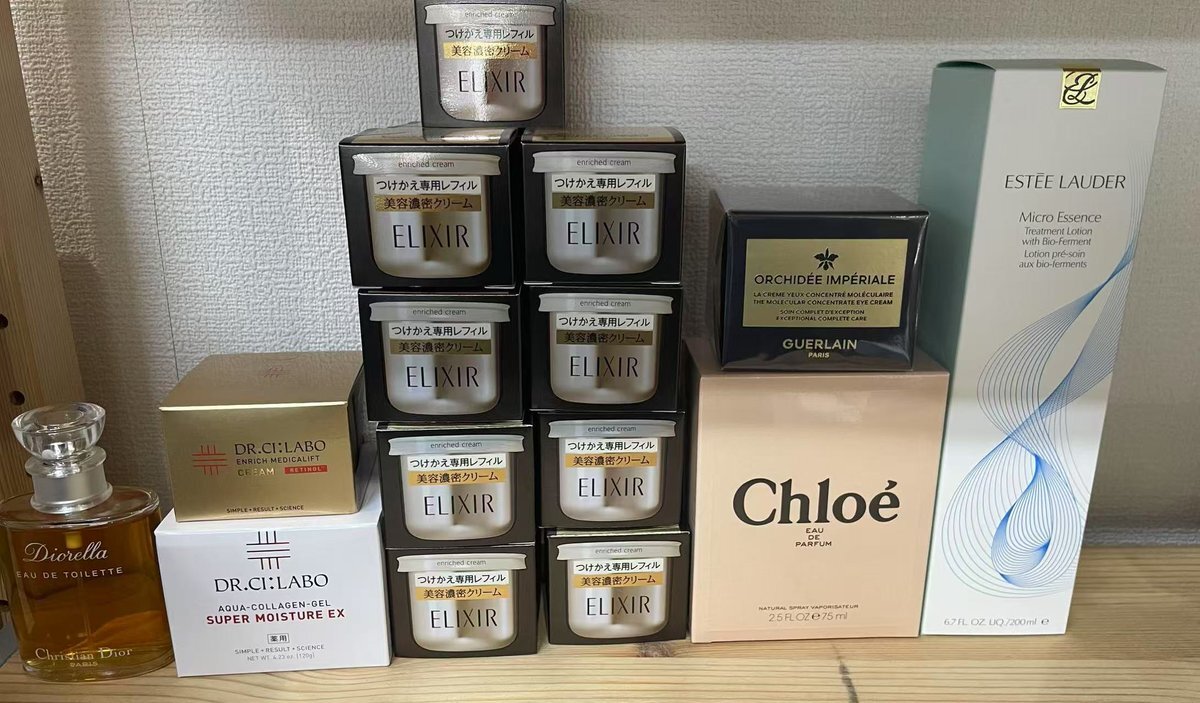 Diorella
EAU DE TOILETTE
Christian Dior
PARIS
DR.CI:LABO
ENRICH MEDICALIFT
CREAM RETINOL
SIMPLE • RESULT • SCIENCE
DR.CI:LABO
AQUA-COLLAGEN-GEL
SUPER MOISTURE EX
薬用
SIMPLE • RESULT • SCIENCE
NET WT. 4.23 oz. (120g)
enriched cream
つけかえ専用レフィル
美容濃密クリーム
ELIXIR
enriched cream
つけかえ専用レフィル
美容濃密クリーム
ELIXIR
enriched cream
つけかえ専用レフィル
美容濃密クリーム
ELIXIR
enriched cream
つけかえ専用レフィル
美容濃密クリーム
ELIXIR
enriched cream
つけかえ専用レフィル
美容濃密クリーム
ELIXIR
enriched cream
つけかえ専用レフィル
美容濃密クリーム
ELIXIR
enriched cream
つけかえ専用レフィル
美容濃密クリーム
ELIXIR
enriched cream
つけかえ専用レフィル
美容濃密クリーム
ELIXIR
enriched cream
つけかえ専用レフィル
美容濃密クリーム
ELIXIR
ORCHIDÉE IMPÉRIALE
LA CRÈME YEUX CONCENTRÉ MOLÉCULAIRE
THE MOLECULAR CONCENTRATE EYE CREAM
SOIN COMPLET D'EXCEPTION
EXCEPTIONAL COMPLETE CARE
GUERLAIN
PARIS
Chloé
EAU
DE
PARFUM
NATURAL SPRAY VAPORISATEUR
2.5 FL OZ e 75 ml
EL
ESTĒE LAUDER
Micro Essence
Treatment Lotion
with Bio-Ferment
Lotion pré-soin
aux bio-ferments
6.7 FL. OZ. LIQ./200 ml e